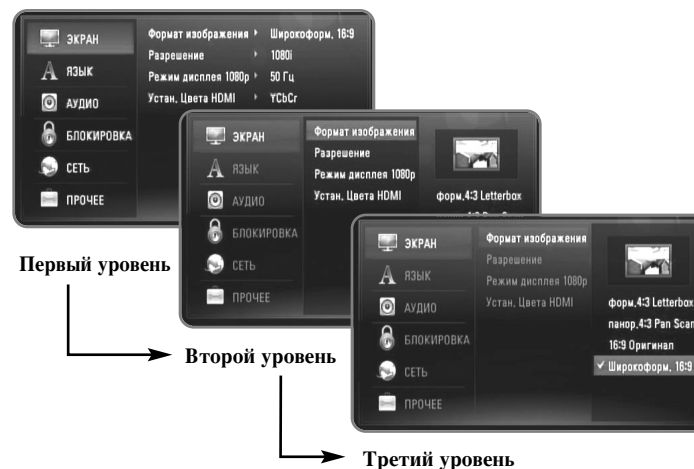 ЭКРАН
ЯЗЫК
АУДИО
БЛОКИРОВКА
СЕТЬ
ПРОЧЕЕ
Формат изображения Широкоформ. 16:9
Разрешение 1080i
Режим дисплея 1080p 50 Гц
Устан. Цвета HDMI YCbCr
Первый уровень
ЭКРАН
ЯЗЫК
АУДИО
БЛОКИРОВКА
СЕТЬ
ПРОЧЕЕ
Формат изображения
Разрешение
Режим дисплея 1080p
Устан. Цвета HDMI
форм.4:3 Letterbox
Второй уровень
ЭКРАН
ЯЗЫК
АУДИО
БЛОКИРОВКА
СЕТЬ
ПРОЧЕЕ
Формат изображения
Разрешение
Режим дисплея 1080p
Устан. Цвета HDMI
форм.4:3 Letterbox
панор.4:3 Pan Scan
16:9 Оригинал
✓ Широкоформ. 16:9
Третий уровень